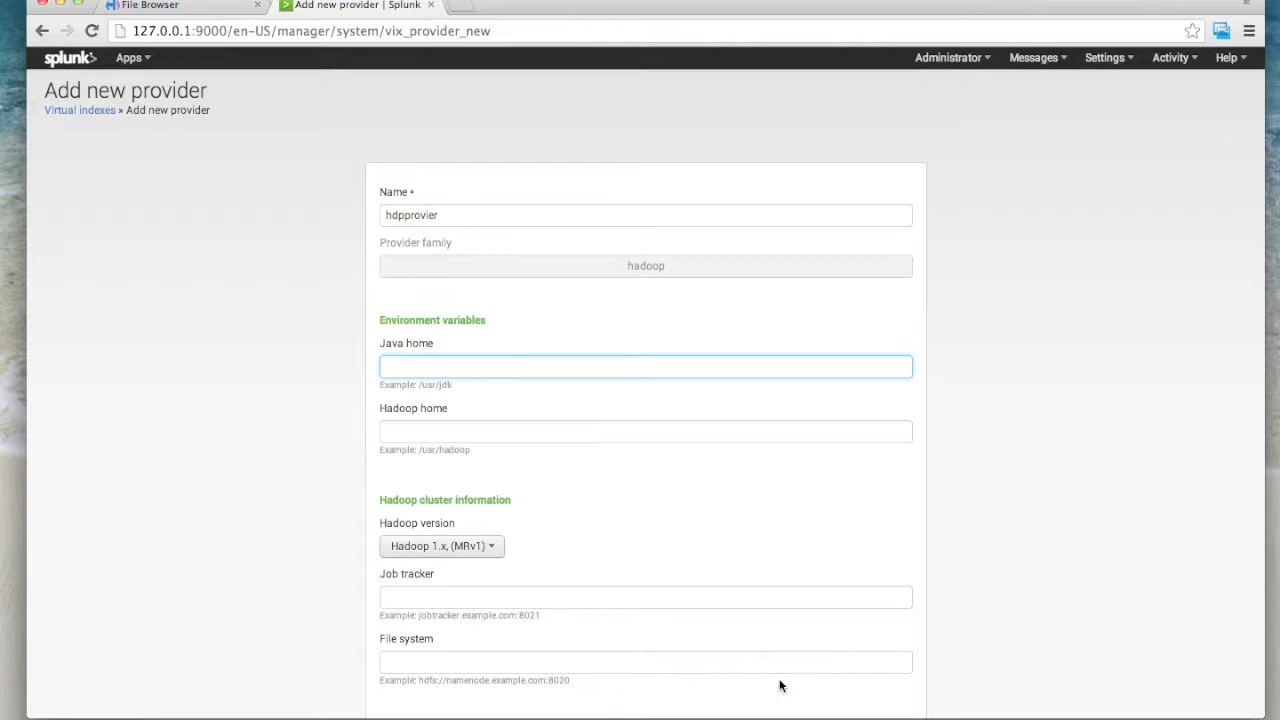 File Browser
Add new provider | Splunk
127.0.0.1:9000/en-US/manager/system/vix_provider_new
splunk> Apps Administrator Messages Settings Activity Help
Add new provider
Virtual indexes » Add new provider
Name *
hdpprovier
Provider family
hadoop
Environment variables
Java home
Example: /usr/jdk
Hadoop home
Example: /usr/hadoop
Hadoop cluster information
Hadoop version
Hadoop 1.x, (MRv1)
Job tracker
Example: jobtracker.example.com:8021
File system
Example: hdfs://namenode.example.com:8020